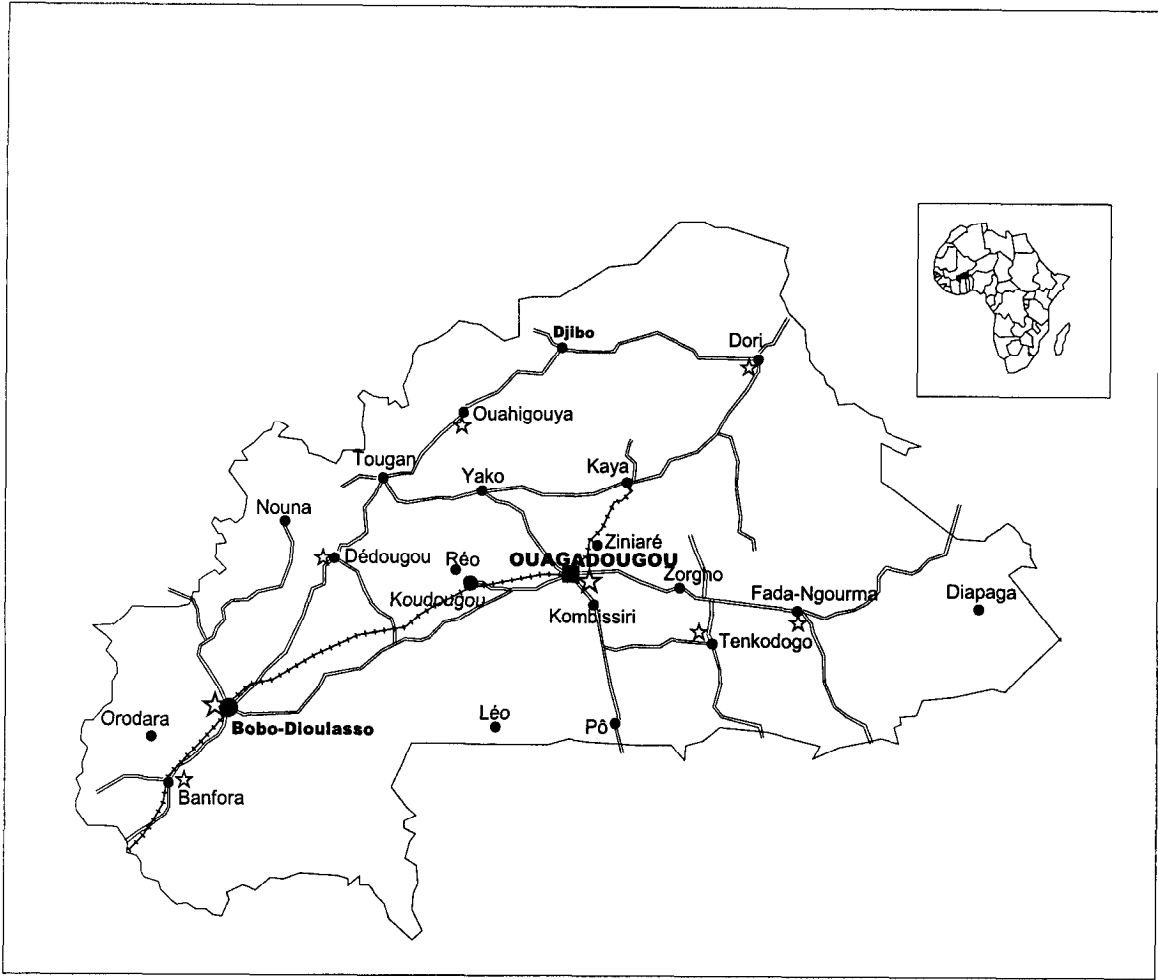 Djibo
Dori
Ouahigouya
Tougan
Yako
Kaya
Nouna
Ziniaré
Dédougou
Réo
OUAGADOUGOU
Zorgho
Koudougou
Kombissiri
Fada-Ngourma
Diapaga
Tenkodogo
Orodara
Léo
Pô
Bobo-Dioulasso
Banfora